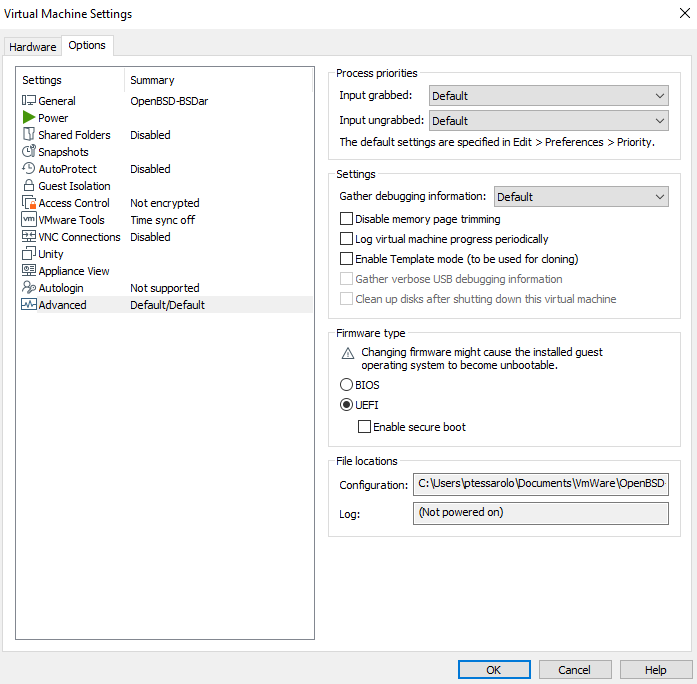 Virtual Machine Settings
Hardware Options
Settings Summary
General OpenBSD-BSDar
Power
Shared Folders Disabled
Snapshots
AutoProtect Disabled
Guest Isolation
Access Control Not encrypted
vm VMware Tools Time sync off
VNC Connections Disabled
Unity
Appliance View
Autologin Not supported
Advanced Default/Default
Process priorities
Input grabbed: Default
Input ungrabbed: Default
The default settings are specified in Edit > Preferences > Priority.
Settings
Gather debugging information: Default
Disable memory page trimming
Log virtual machine progress periodically
Enable Template mode (to be used for cloning)
Gather verbose USB debugging information
Clean up disks after shutting down this virtual machine
Firmware type
Changing firmware might cause the installed guest
operating system to become unbootable.
BIOS
UEFI
Enable secure boot
File locations
Configuration: C:\Users\ptessarolo\Documents\VmWare\OpenBSD-
Log: (Not powered on)
OK Cancel Help